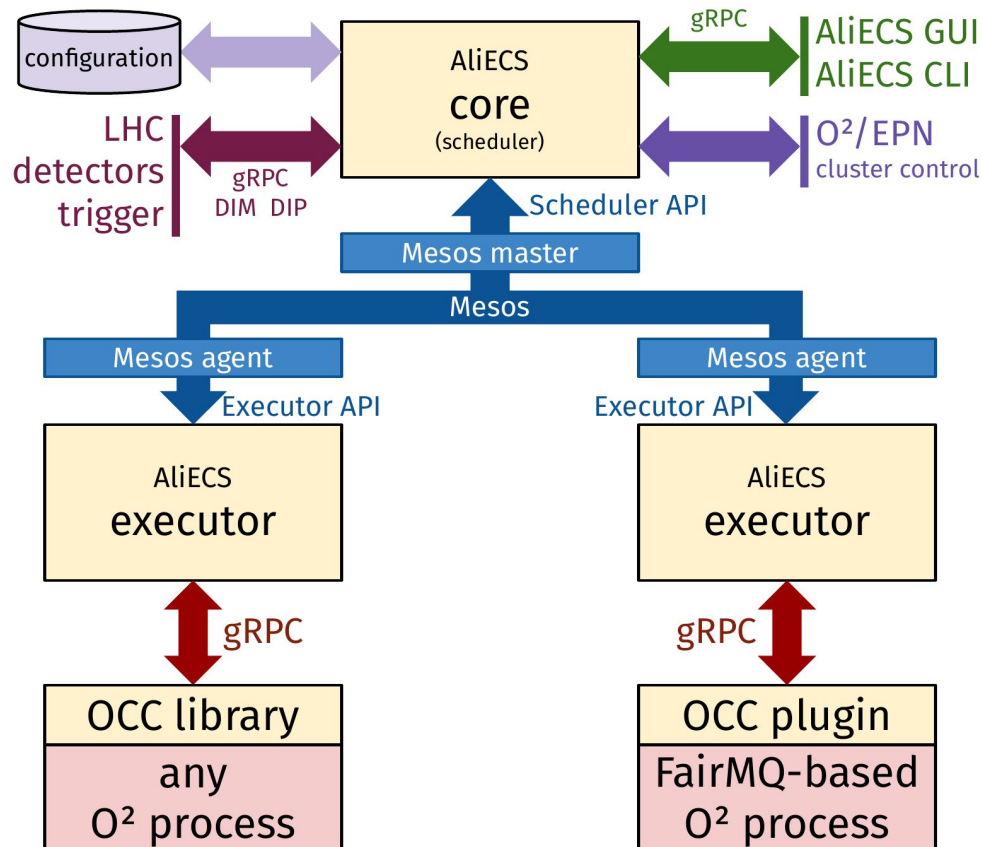 configuration
AliECS
core
(scheduler)
gRPC
AliECS GUI
AliECS CLI
LHC
detectors
trigger
gRPC
DIM DIP
O²/EPN
cluster control
Scheduler API
Mesos master
Mesos
Mesos agent
Mesos agent
Executor API
Executor API
AliECS
executor
AliECS
executor
gRPC
gRPC
OCC library
any
O² process
OCC plugin
FairMQ-based
O² process